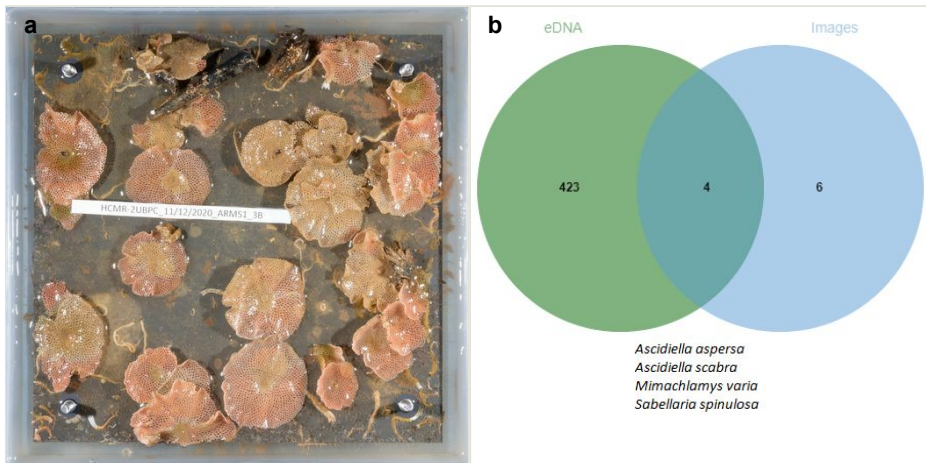 a
HCMR-2UBPC_11/12/2020_ARMS1_3B
b
eDNA
Images
423
4
6
Ascidiella aspersa
Ascidiella scabra
Mimachlamys varia
Sabellaria spinulosa